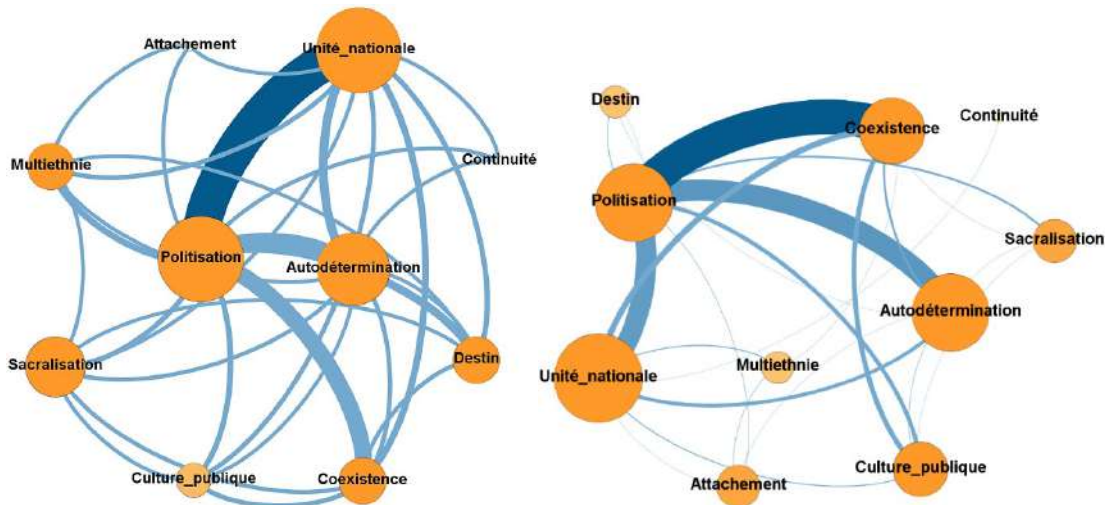 Attachement
Unité_nationale
Multiethnie
Continuité
Politisation
Autodétermination
Sacralisation
Destin
Culture_publique
Coexistence
Destin
Coexistence
Continuité
Politisation
Sacralisation
Autodétermination
Multiethnie
Unité_nationale
Culture_publique
Attachement